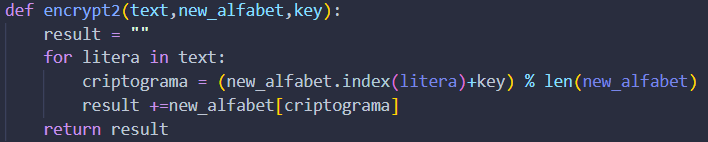 def encrypt2(text,new_alfabet,key):
    result = ""
    for litera in text:
        criptograma = (new_alfabet.index(litera)+key) % len(new_alfabet)
        result +=new_alfabet[criptograma]
    return result